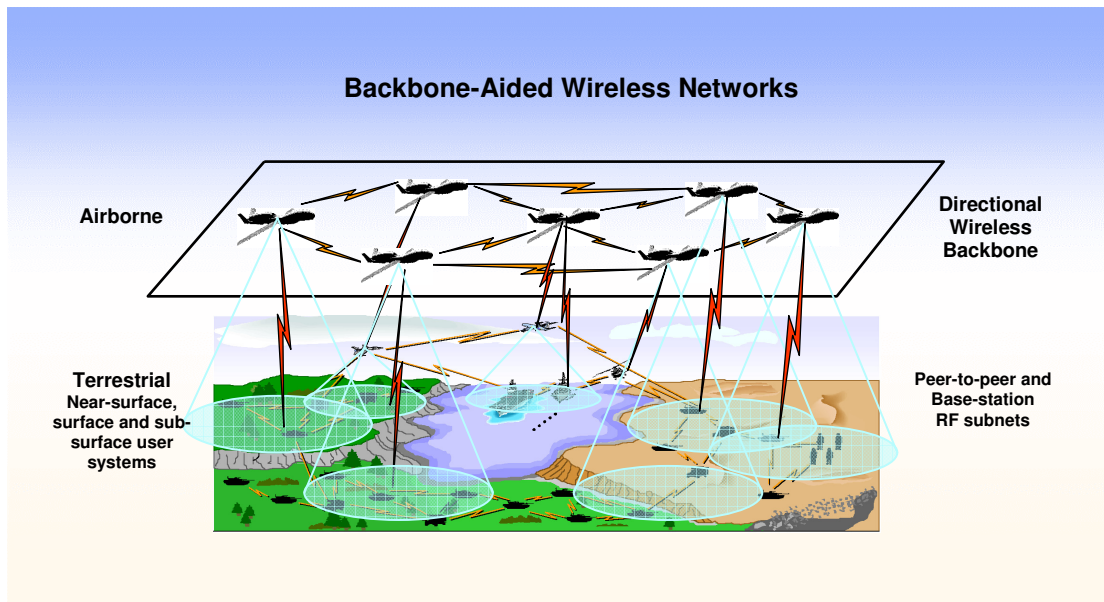 Backbone-Aided Wireless Networks
Airborne
Directional
Wireless
Backbone
Terrestrial
Near-surface,
surface and sub-
surface user
systems
Peer-to-peer and
Base-station
RF subnets